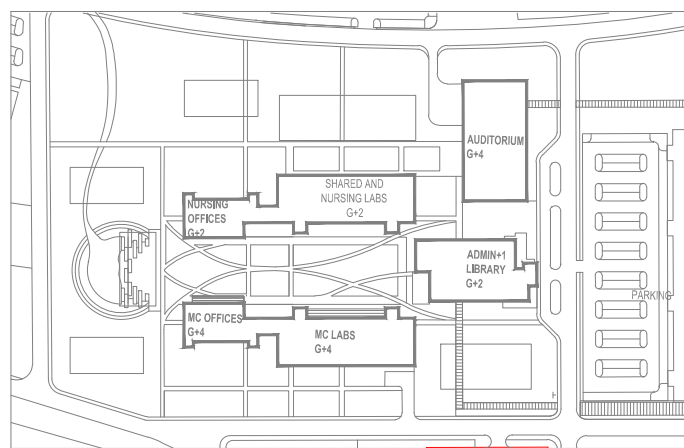 AUDITORIUM
G+4
SHARED AND
NURSING LABS
G+2
NURSING
OFFICES
G+2
ADMIN+1
LIBRARY
G+2
PARKING
MC OFFICES
G+4
MC LABS
G+4